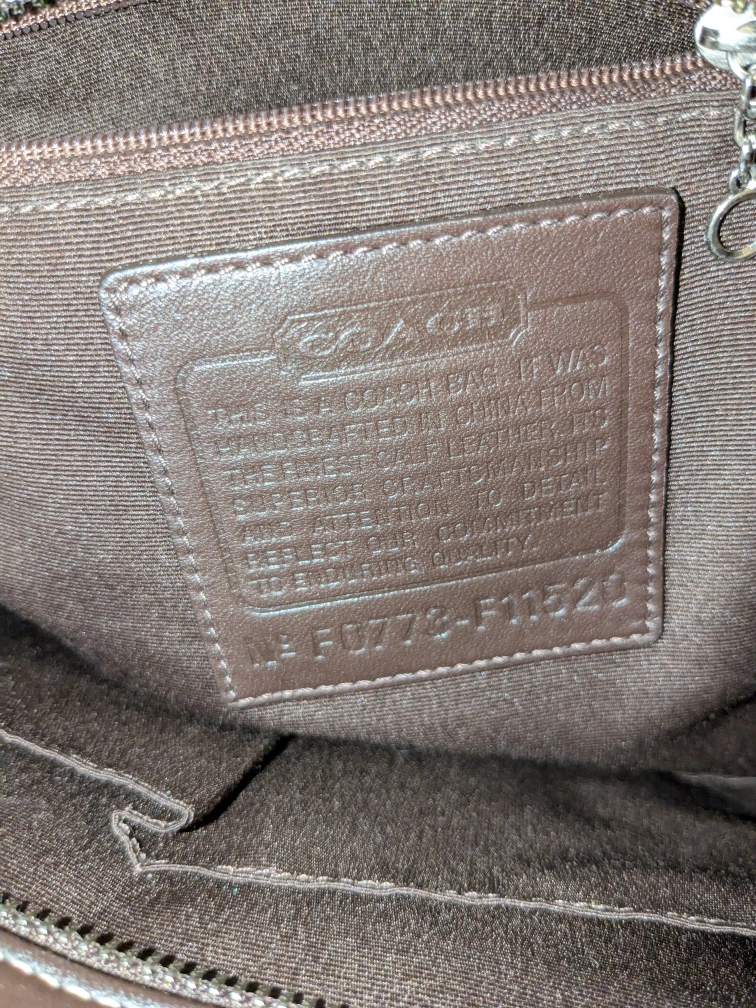 COACH
THIS IS A COACH BAG. IT WAS
HANDCRAFTED IN CHINA FROM
THE FINEST CALF LEATHER. ITS
SUPERIOR CRAFTSMANSHIP
AND ATTENTION TO DETAIL
REFLECT OUR COMMITMENT
TO ENDURING QUALITY.
Nº F0773-F11520